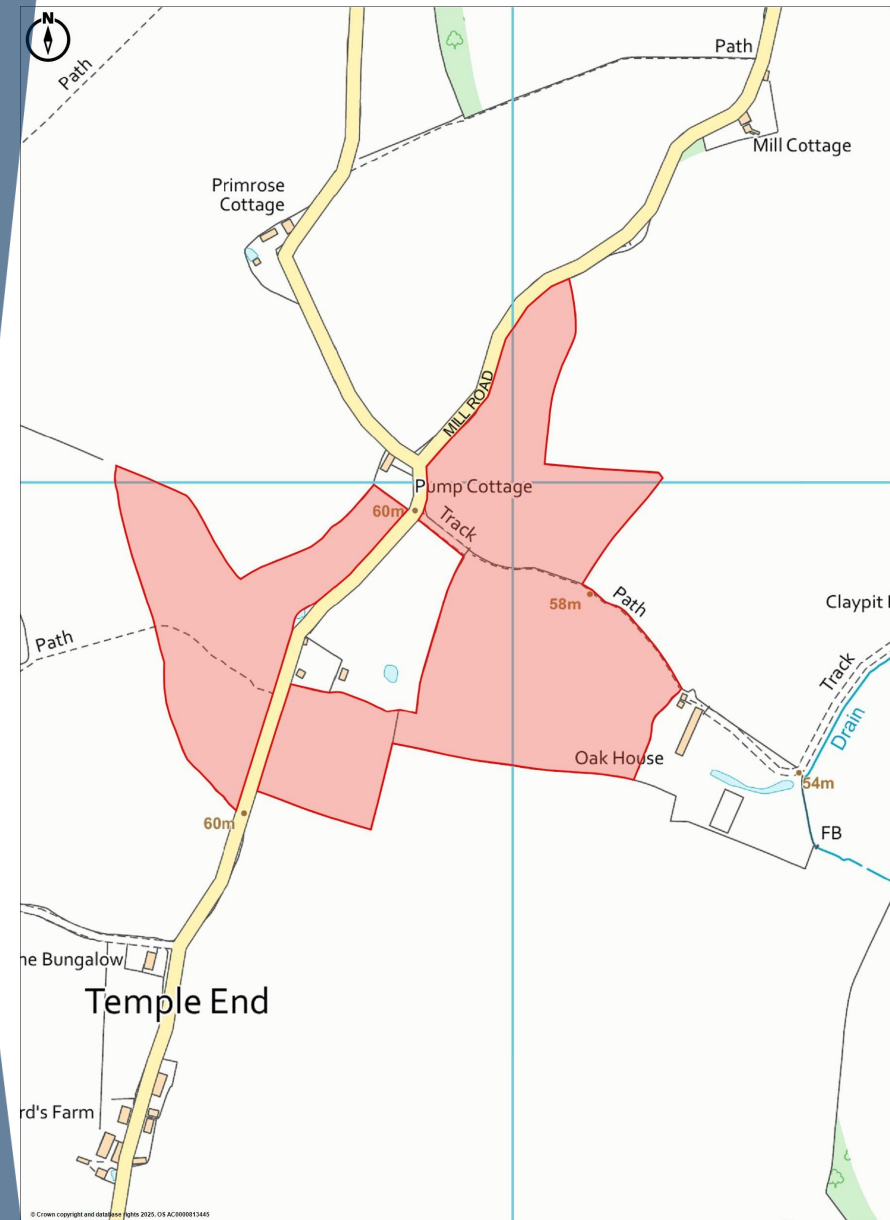 N
Path
Path
Mill Cottage
Primrose
Cottage
MILL ROAD
Pump Cottage
60m
Track
58m
Path
Claypit
Path
Track
Drain
Oak House
54m
60m
FB
he Bungalow
Temple End
rd's Farm
© Crown copyright and database rights 2025. OS AC0000813445